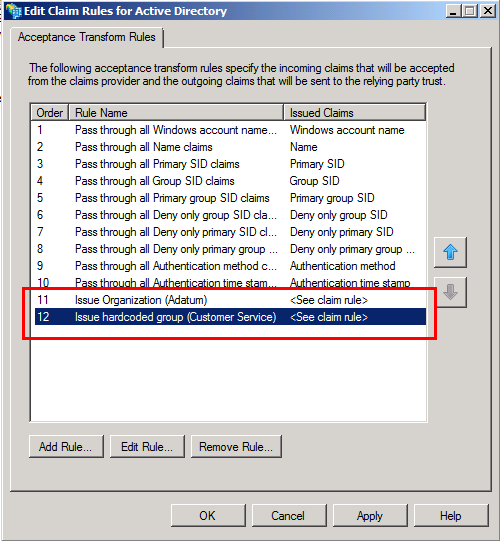 Edit Claim Rules for Active Directory
Acceptance Transform Rules
The following acceptance transform rules specify the incoming claims that will be accepted
from the claims provider and the outgoing claims that will be sent to the relying party trust.
Order Rule Name Issued Claims
1 Pass through all Windows account name... Windows account name
2 Pass through all Name claims Name
3 Pass through all Primary SID claims Primary SID
4 Pass through all Group SID claims Group SID
5 Pass through all Primary group SID claims Primary group SID
6 Pass through all Deny only group SID cla... Deny only group SID
7 Pass through all Deny only primary SID cl... Deny only primary SID
8 Pass through all Deny only primary group ... Deny only primary group ...
9 Pass through all Authentication method c... Authentication method
10 Pass through all Authentication time stamp... Authentication time stamp
11 Issue Organization (Adatum) <See claim rule>
12 Issue hardcoded group (Customer Service) <See claim rule>
Add Rule... Edit Rule... Remove Rule...
OK Cancel Apply Help